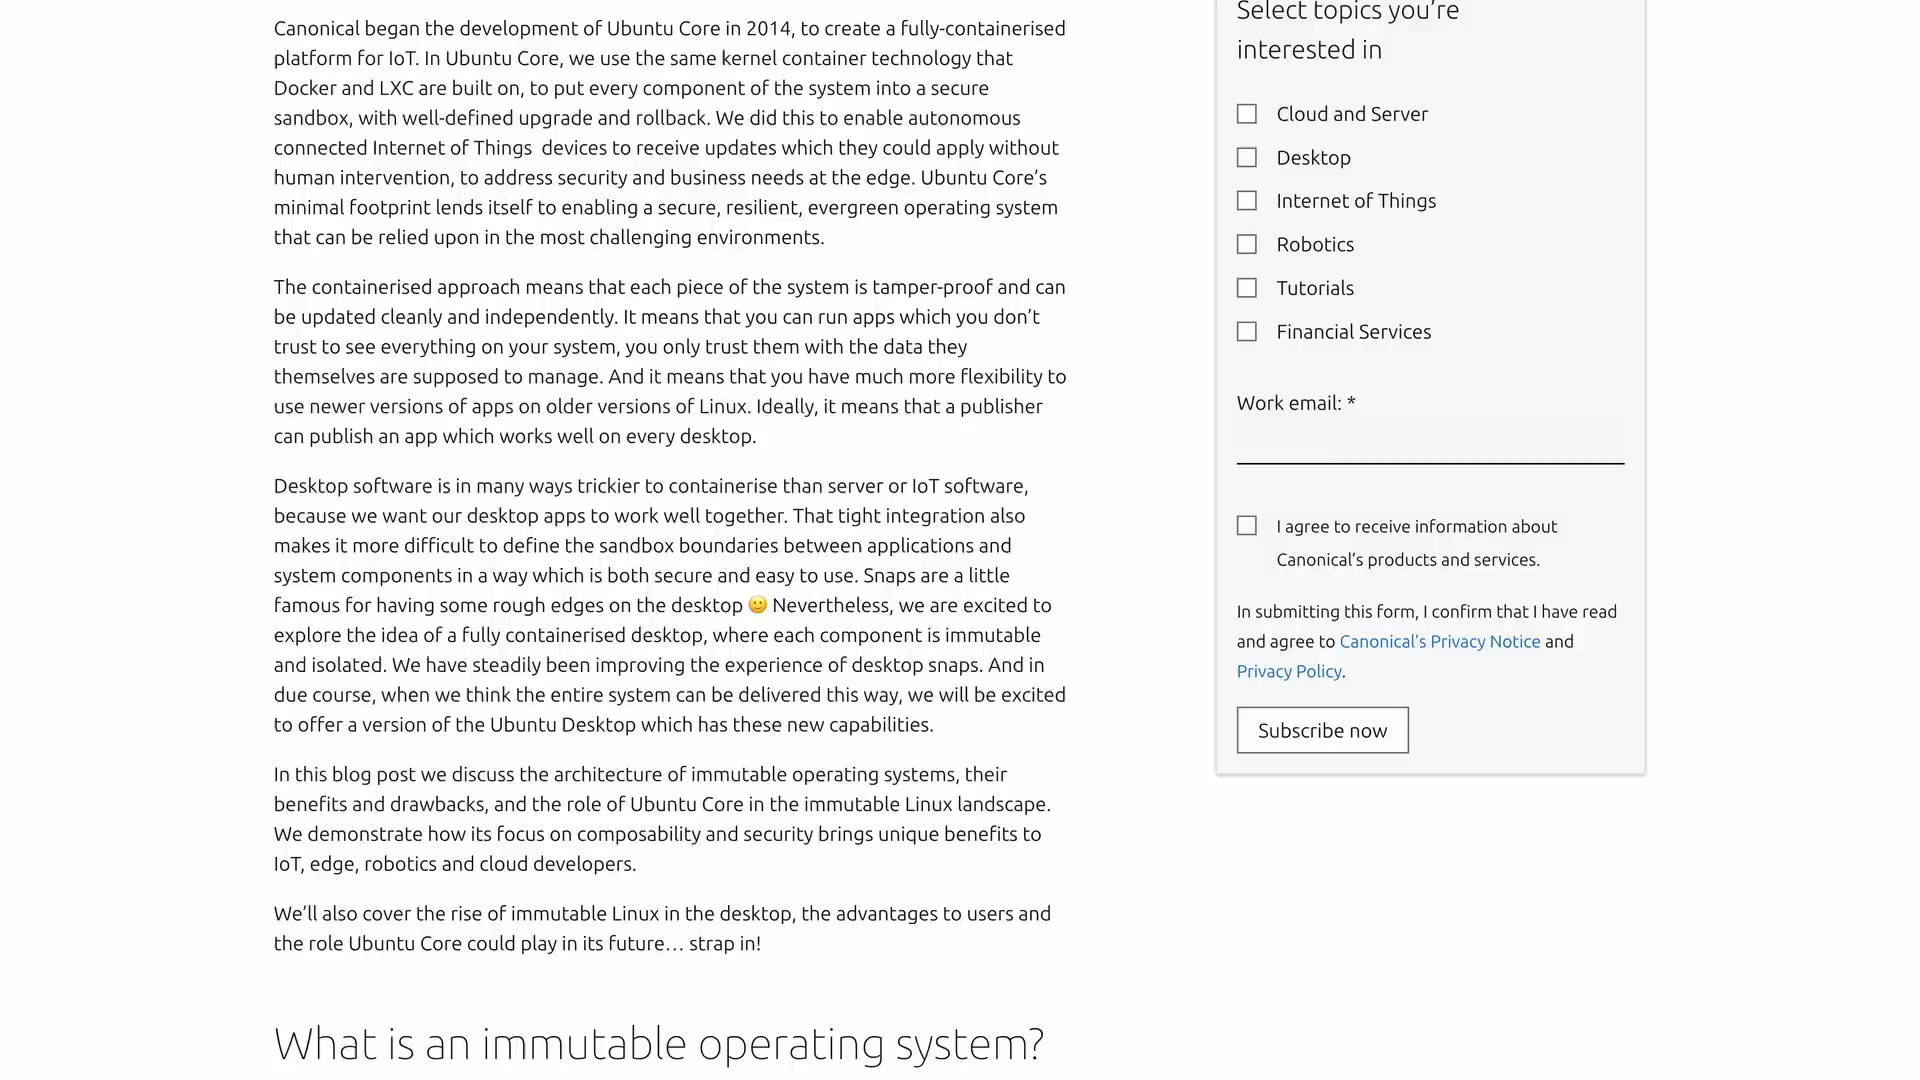 Canonical began the development of Ubuntu Core in 2014, to create a fully-containerised
platform for IoT. In Ubuntu Core, we use the same kernel container technology that
Docker and LXC are built on, to put every component of the system into a secure
sandbox, with well-defined upgrade and rollback. We did this to enable autonomous
connected Internet of Things  devices to receive updates which they could apply without
human intervention, to address security and business needs at the edge. Ubuntu Core’s
minimal footprint lends itself to enabling a secure, resilient, evergreen operating system
that can be relied upon in the most challenging environments.
The containerised approach means that each piece of the system is tamper-proof and can
be updated cleanly and independently. It means that you can run apps which you don’t
trust to see everything on your system, you only trust them with the data they
themselves are supposed to manage. And it means that you have much more flexibility to
use newer versions of apps on older versions of Linux. Ideally, it means that a publisher
can publish an app which works well on every desktop.
Desktop software is in many ways trickier to containerise than server or IoT software,
because we want our desktop apps to work well together. That tight integration also
makes it more difficult to define the sandbox boundaries between applications and
system components in a way which is both secure and easy to use. Snaps are a little
famous for having some rough edges on the desktop 🙂 Nevertheless, we are excited to
explore the idea of a fully containerised desktop, where each component is immutable
and isolated. We have steadily been improving the experience of desktop snaps. And in
due course, when we think the entire system can be delivered this way, we will be excited
to offer a version of the Ubuntu Desktop which has these new capabilities.
In this blog post we discuss the architecture of immutable operating systems, their
benefits and drawbacks, and the role of Ubuntu Core in the immutable Linux landscape.
We demonstrate how its focus on composability and security brings unique benefits to
IoT, edge, robotics and cloud developers.
We’ll also cover the rise of immutable Linux in the desktop, the advantages to users and
the role Ubuntu Core could play in its future… strap in!
What is an immutable operating system?
Select topics you’re
interested in
Cloud and Server
Desktop
Internet of Things
Robotics
Tutorials
Financial Services
Work email: *
I agree to receive information about
Canonical’s products and services.
In submitting this form, I confirm that I have read
and agree to Canonical’s Privacy Notice and
Privacy Policy.
Subscribe now